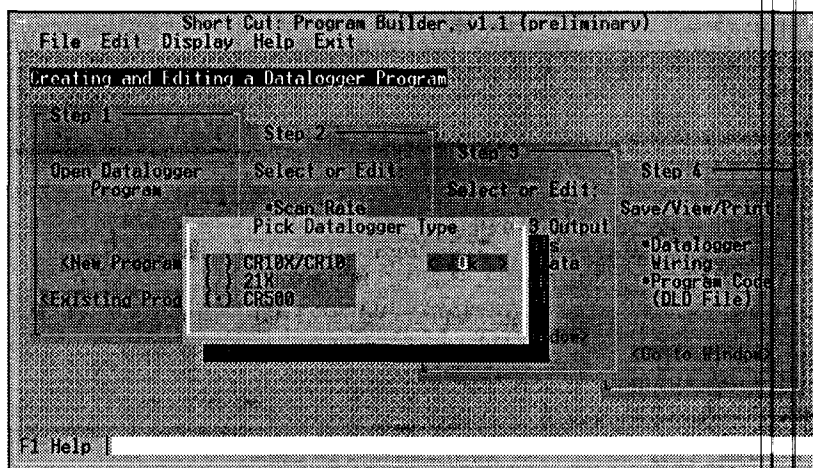 Short Cut: Program Builder, v1.1 (preliminary)
File Edit Display Help Exit
Creating and Editing a Datalogger Program
Step 1
Open Datalogger
Program
<New Program
<Existing Prog
Step 2
Select or Edit:
•Scan Rate
Step 3
Select or Edit:
3 Output
s
ata
dow>
Step 4
Save/View/Print
•Datalogger
Wiring
•Program Code
(DLD File)
<Go to Window>
Pick Datalogger Type
( ) CR10X/CR10
( ) 21X
(•) CR500
F1 Help